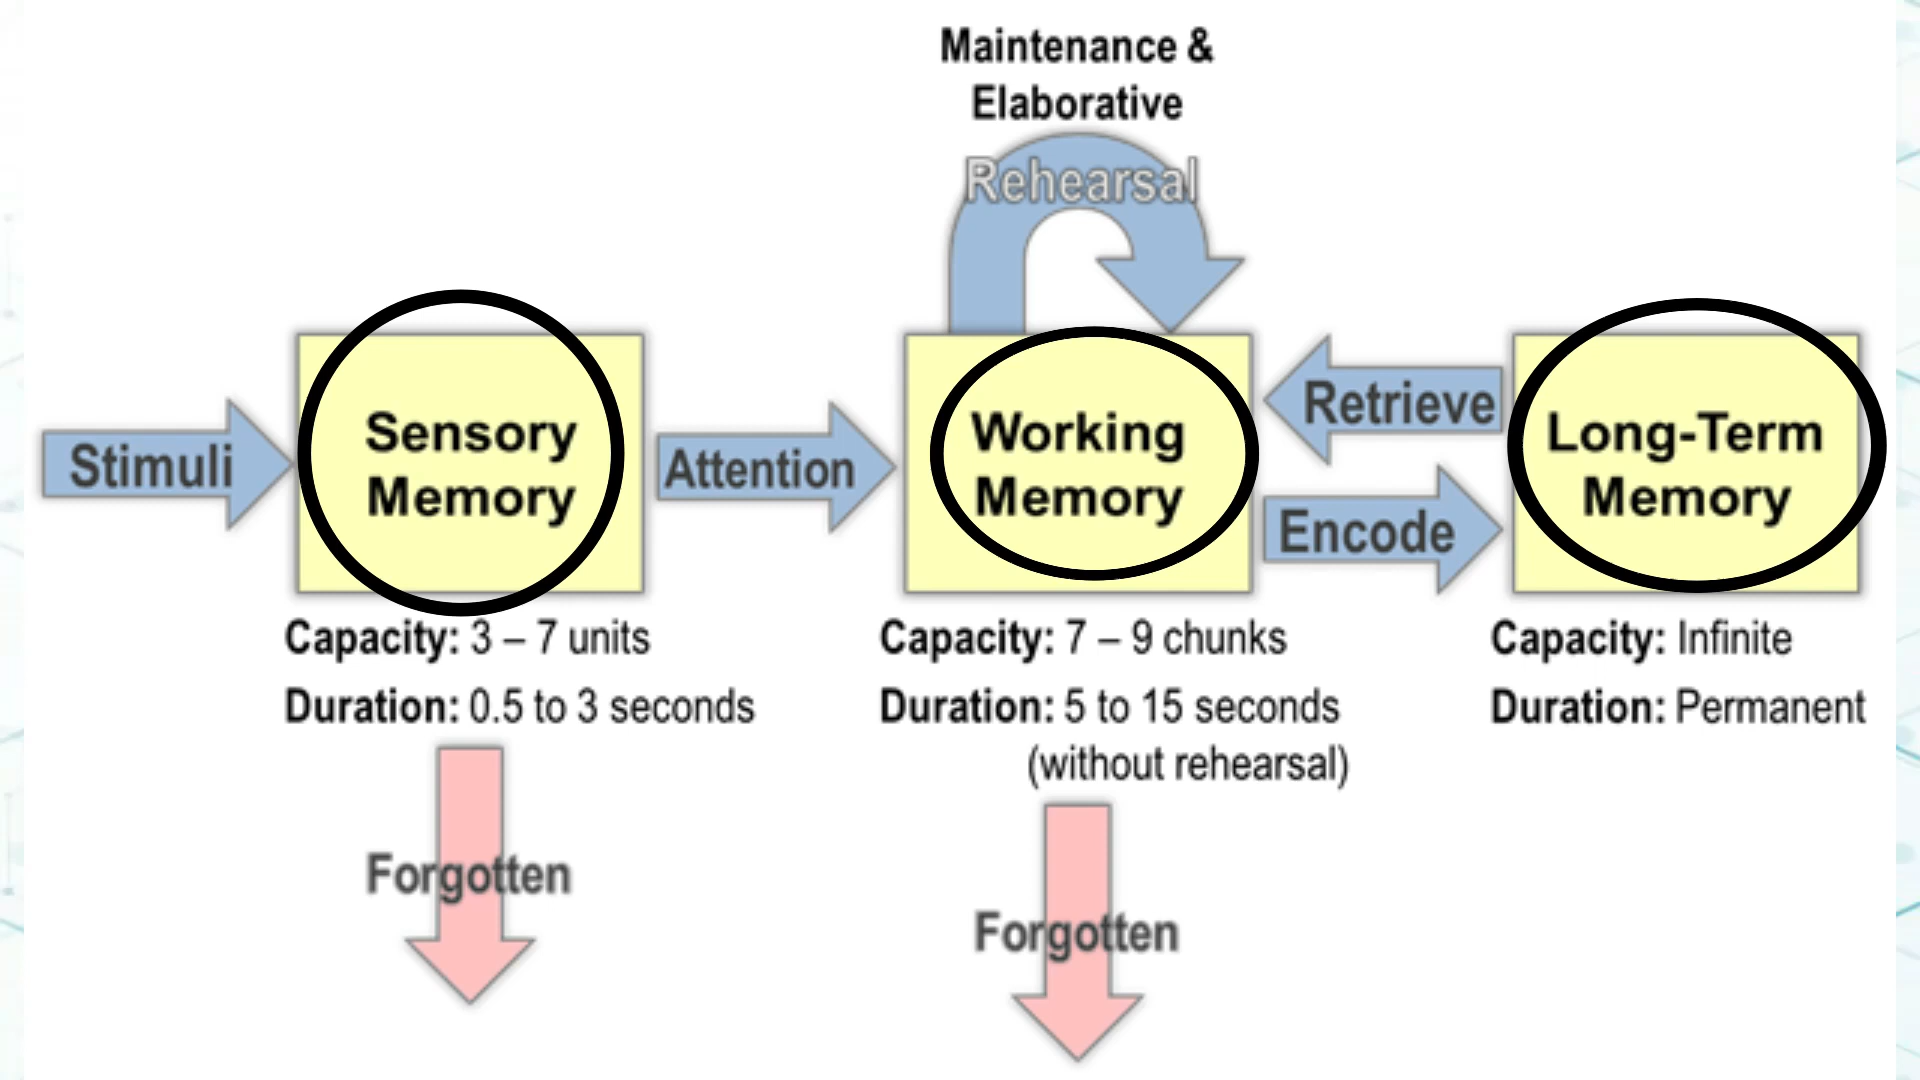 Maintenance &
Elaborative
Rehearsal
Stimuli
Sensory
Memory
Attention
Working
Memory
Retrieve
Encode
Long-Term
Memory
Capacity: 3 – 7 units
Duration: 0.5 to 3 seconds
Forgotten
Capacity: 7 – 9 chunks
Duration: 5 to 15 seconds
(without rehearsal)
Forgotten
Capacity: Infinite
Duration: Permanent